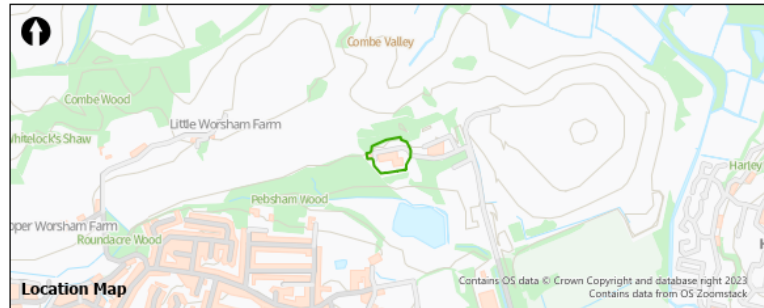 Combe Valley
Combe Wood
Little Worsham Farm
Whitelock's Shaw
Harley
Pebsham Wood
pper Worsham Farm
Roundacre Wood
Location Map
Contains OS data © Crown Copyright and database right 2023
Contains data from OS Zoomstack